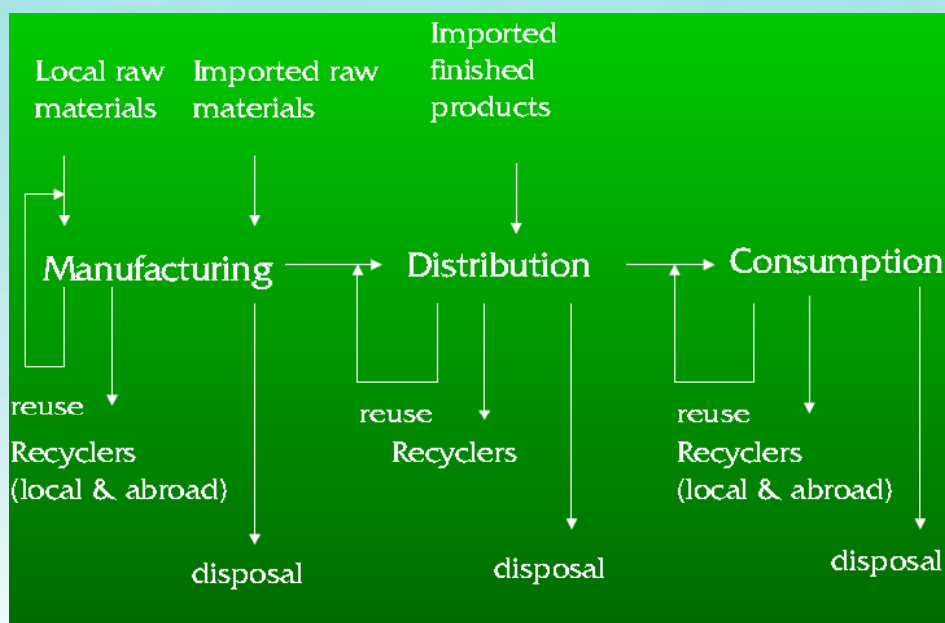 Local raw
materials
Imported raw
materials
Imported
finished
products
Manufacturing
Distribution
Consumption
reuse
Recyclers
(local & abroad)
disposal
reuse
Recyclers
disposal
reuse
Recyclers
(local & abroad)
disposal